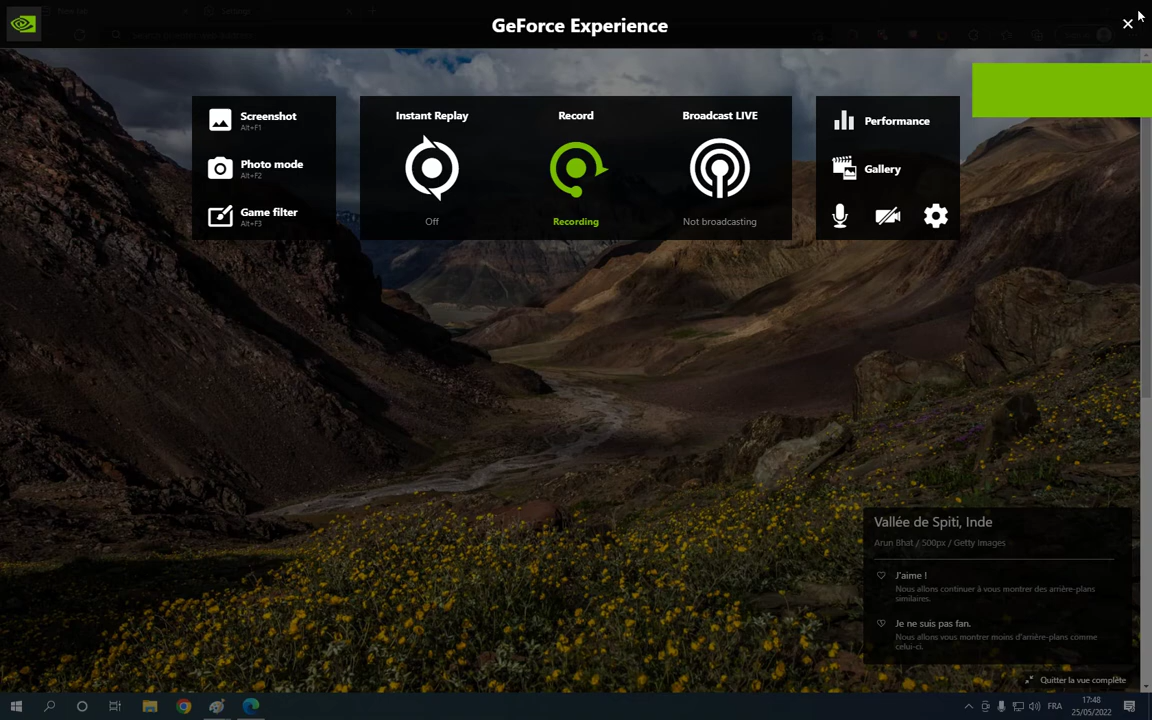 GeForce Experience
Screenshot
Alt+F1
Photo mode
Alt+F2
Game filter
Alt+F3
Instant Replay
Off
Record
Recording
Broadcast LIVE
Not broadcasting
Performance
Gallery
Vallée de Spiti, Inde
Arun Bhat / 500px / Getty Images
J'aime !
Nous allons continuer à vous montrer des arrière-plans
similaires.
Je ne suis pas fan.
Nous allons vous montrer moins d'arrière-plans comme
celui-ci.
Quitter la vue complète
FRA
17:48
25/05/2022